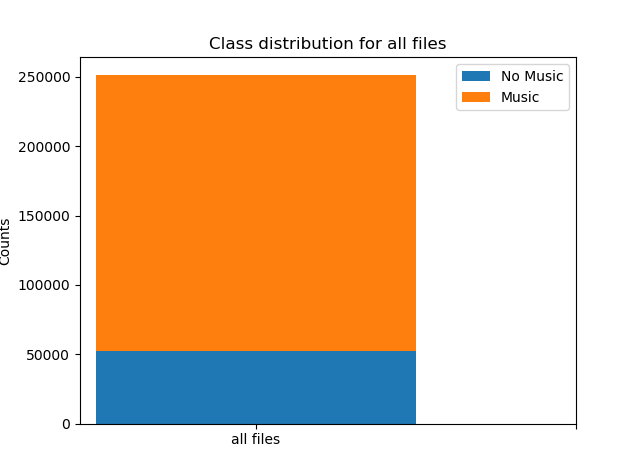 Class distribution for all files
250000
200000
150000
100000
50000
0
Counts
all files
No Music
Music